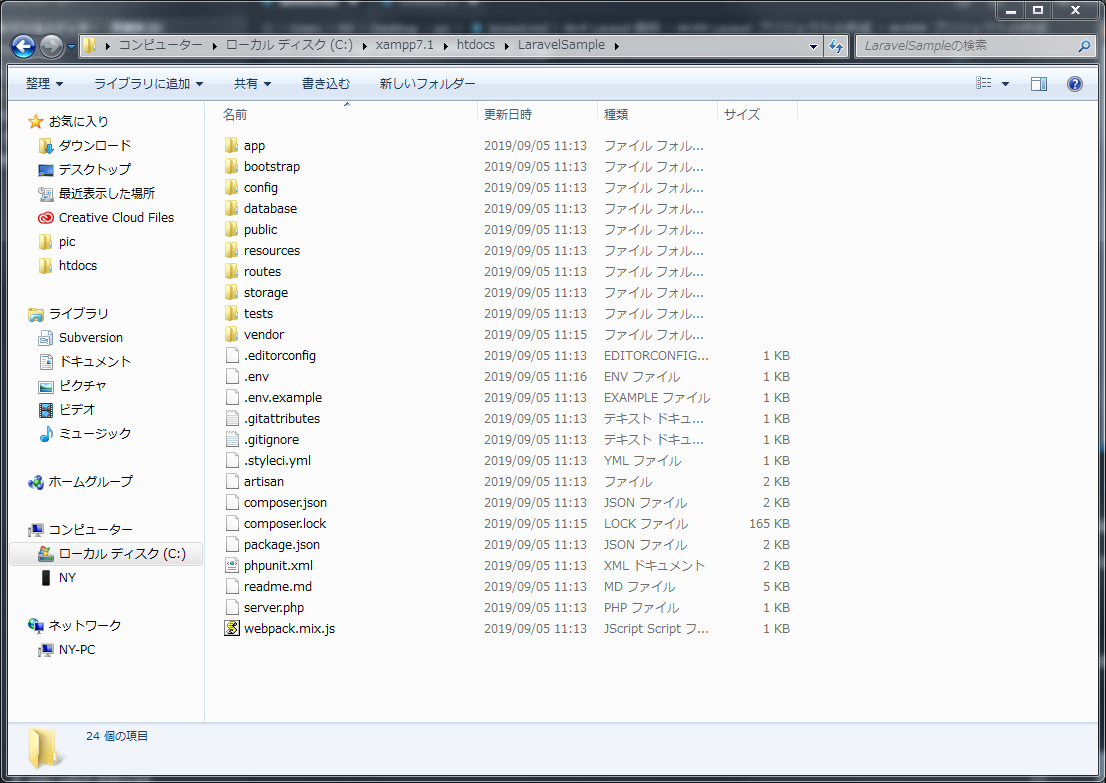 コンピューター ローカル ディスク (C:) xampp7.1 htdocs LaravelSample LaravelSampleの検索
整理 ライブラリに追加 共有 書き込む 新しいフォルダー
お気に入り
ダウンロード
デスクトップ
最近表示した場所
Creative Cloud Files
pic
htdocs
ライブラリ
Subversion
ドキュメント
ピクチャ
ビデオ
ミュージック
ホームグループ
コンピューター
ローカル ディスク (C:)
NY
ネットワーク
NY-PC
名前 更新日時 種類 サイズ
app 2019/09/05 11:13 ファイル フォル...
bootstrap 2019/09/05 11:13 ファイル フォル...
config 2019/09/05 11:13 ファイル フォル...
database 2019/09/05 11:13 ファイル フォル...
public 2019/09/05 11:13 ファイル フォル...
resources 2019/09/05 11:13 ファイル フォル...
routes 2019/09/05 11:13 ファイル フォル...
storage 2019/09/05 11:13 ファイル フォル...
tests 2019/09/05 11:13 ファイル フォル...
vendor 2019/09/05 11:15 ファイル フォル...
.editorconfig 2019/09/05 11:13 EDITORCONFIG... 1 KB
.env 2019/09/05 11:16 ENV ファイル 1 KB
.env.example 2019/09/05 11:13 EXAMPLE ファイル 1 KB
.gitattributes 2019/09/05 11:13 テキスト ドキュ... 1 KB
.gitignore 2019/09/05 11:13 テキスト ドキュ... 1 KB
.styleci.yml 2019/09/05 11:13 YML ファイル 1 KB
artisan 2019/09/05 11:13 ファイル 2 KB
composer.json 2019/09/05 11:13 JSON ファイル 2 KB
composer.lock 2019/09/05 11:15 LOCK ファイル 165 KB
package.json 2019/09/05 11:13 JSON ファイル 2 KB
phpunit.xml 2019/09/05 11:13 XML ドキュメント 2 KB
readme.md 2019/09/05 11:13 MD ファイル 5 KB
server.php 2019/09/05 11:13 PHP ファイル 1 KB
webpack.mix.js 2019/09/05 11:13 JScript Script フ... 1 KB
24 個の項目